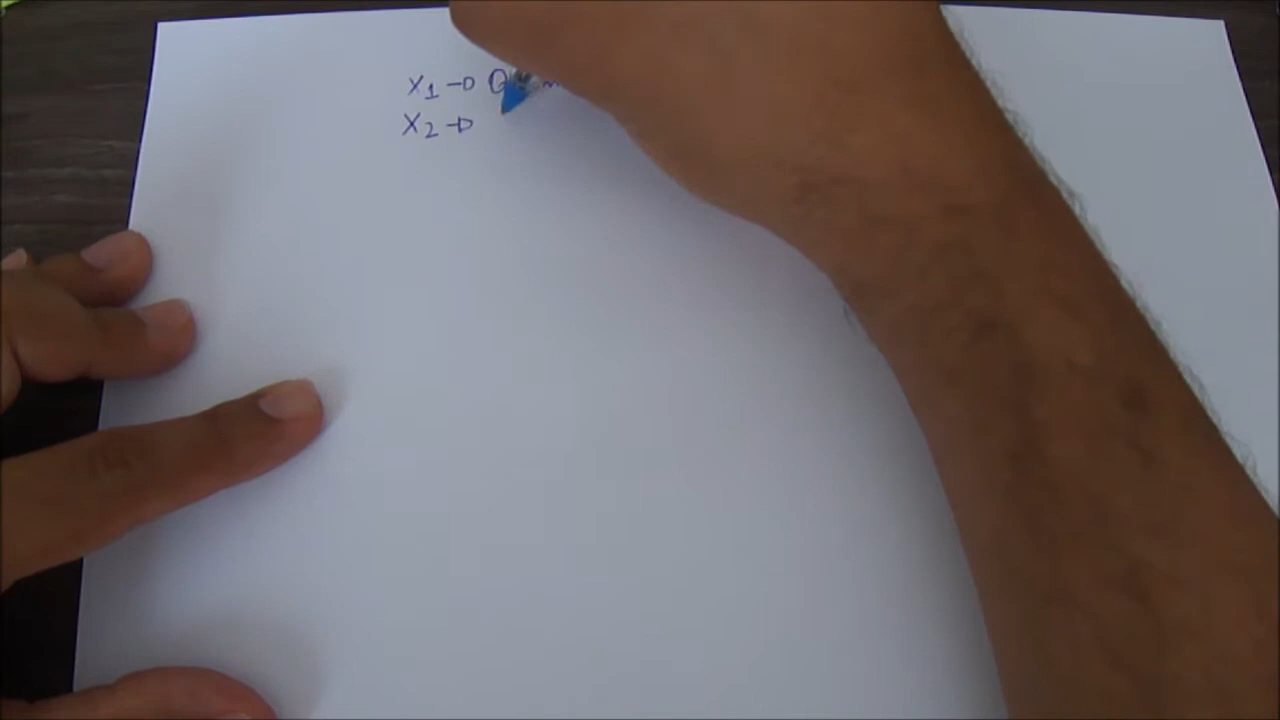 X1 →
X2 →